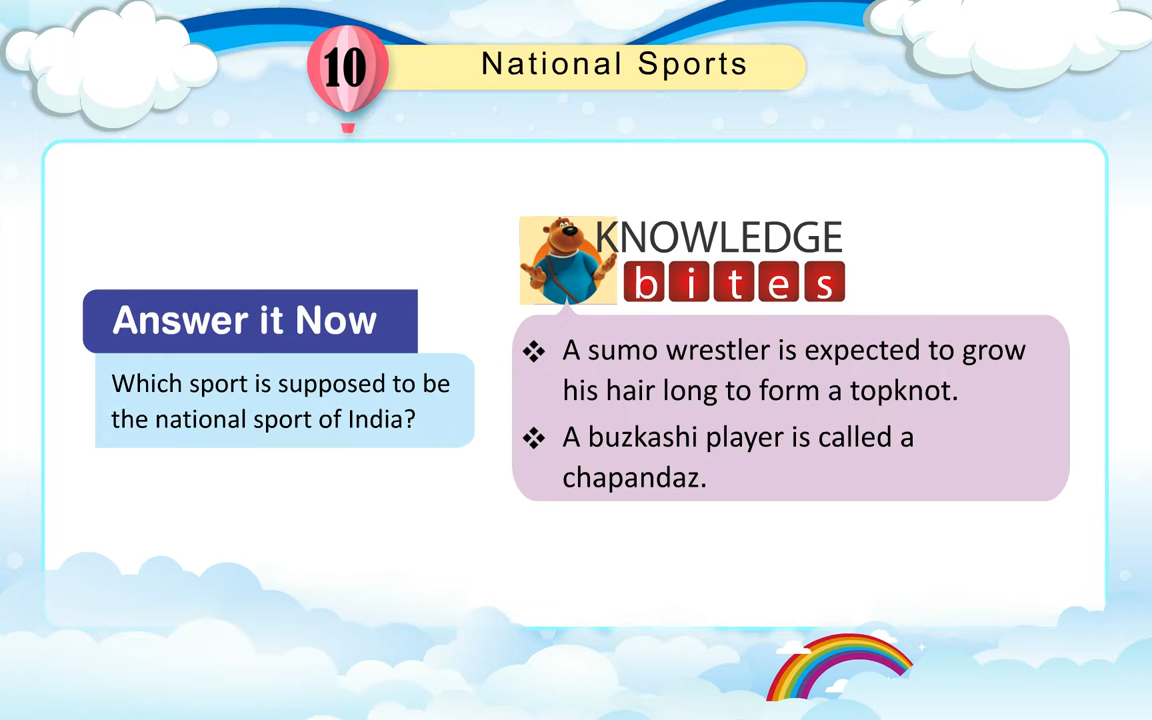 10
National Sports
Answer it Now
Which sport is supposed to be
the national sport of India?
KNOWLEDGE
bites
❖ A sumo wrestler is expected to grow
his hair long to form a topknot.
❖ A buzkashi player is called a
chapandaz.